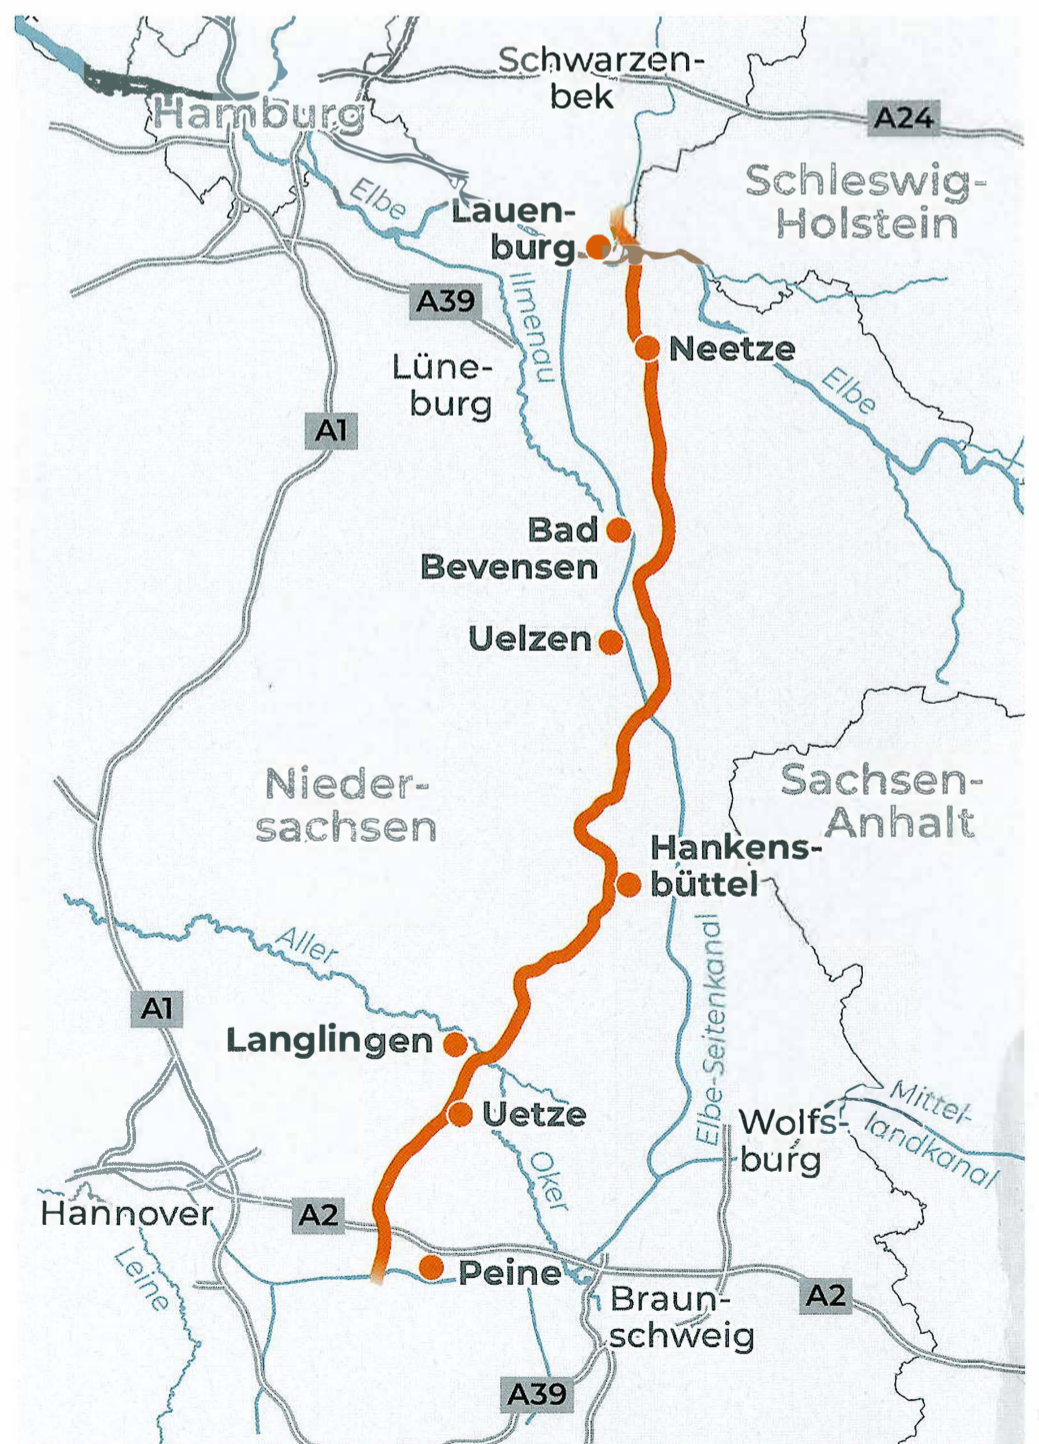 Schwarzen-
bek
Hamburg
A24
Schleswig-
Holstein
Elbe
Lauen-
burg
A39
Ilmenau
Neetze
Lüne-
burg
Elbe
A1
Bad
Bevensen
Uelzen
Nieder-
sachsen
Sachsen-
Anhalt
Hankens-
büttel
Aller
Elbe-Seitenkanal
A1
Langlingen
Uetze
Wolfs-
burg
Mittel-
landkanal
Oker
Hannover
A2
Leine
Peine
Braun-
schweig
A2
A39